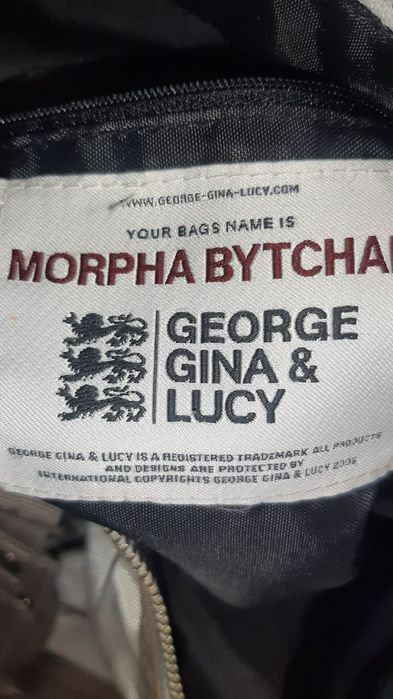 WWW.GEORGE-GINA-LUCY.COM
YOUR BAGS NAME IS
MORPHA BYTCHA
GEORGE
GINA &
LUCY
GEORGE GINA & LUCY IS A REGISTERED TRADEMARK ALL PRODUCTS
AND DESIGNS ARE PROTECTED BY
INTERNATIONAL COPYRIGHTS GEORGE GINA & LUCY